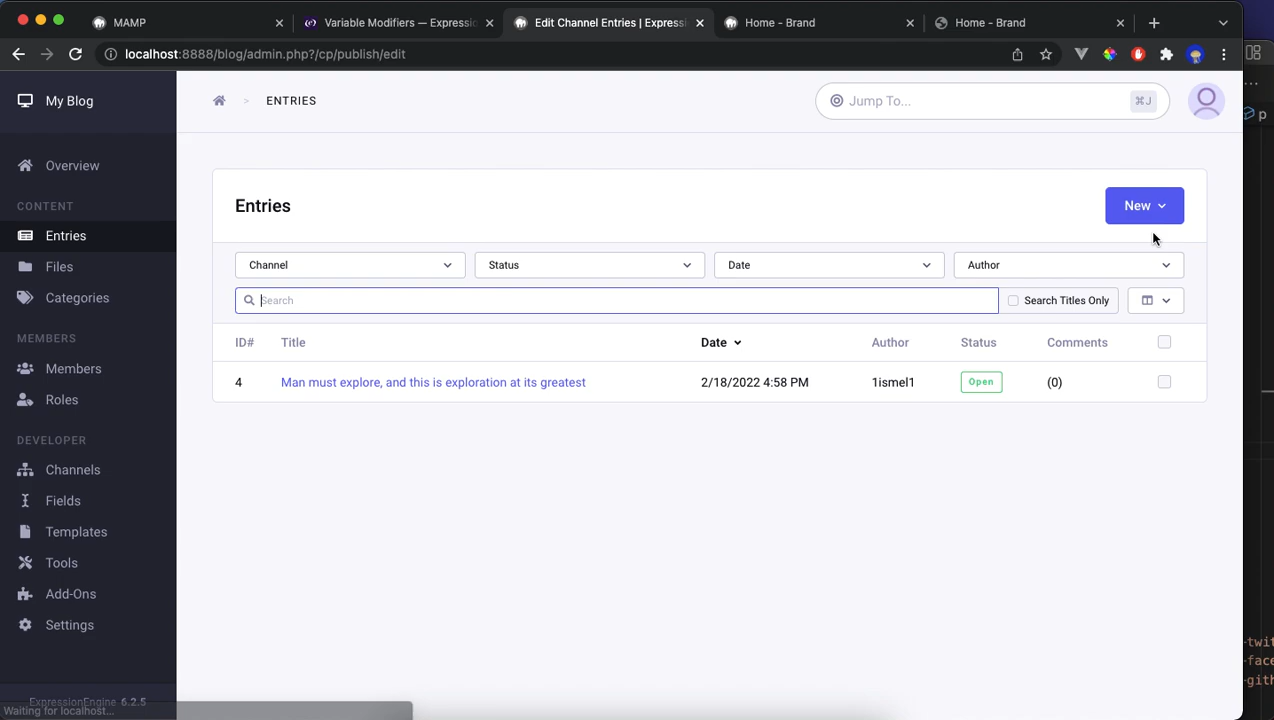 MAMP
Variable Modifiers — Expressio
Edit Channel Entries | Express
Home - Brand
Home - Brand
localhost:8888/blog/admin.php?/cp/publish/edit
My Blog
ENTRIES
Jump To...
⌘J
Overview
CONTENT
Entries
Files
Categories
MEMBERS
Members
Roles
DEVELOPER
Channels
Fields
Templates
Tools
Add-Ons
Settings
ExpressionEngine 6.2.5
Waiting for localhost...
Entries
New
Channel
Status
Date
Author
Search
Search Titles Only
ID# Title Date Author Status Comments
4 Man must explore, and this is exploration at its greatest 2/18/2022 4:58 PM 1ismel1 Open (0)
p
-twit
-face
-gith